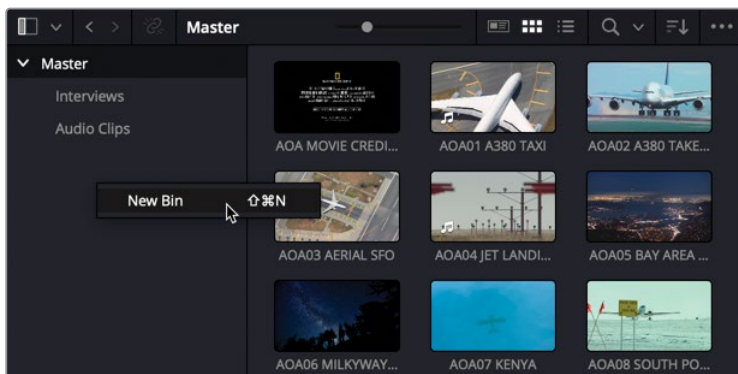 Master
Master
Interviews
Audio Clips
New Bin ⇧⌘N
AOA MOVIE CREDI...
AOA01 A380 TAXI
AOA02 A380 TAKE...
AOA03 AERIAL SFO
AOA04 JET LANDI...
AOA05 BAY AREA ...
AOA06 MILKYWAY...
AOA07 KENYA
AOA08 SOUTH PO...